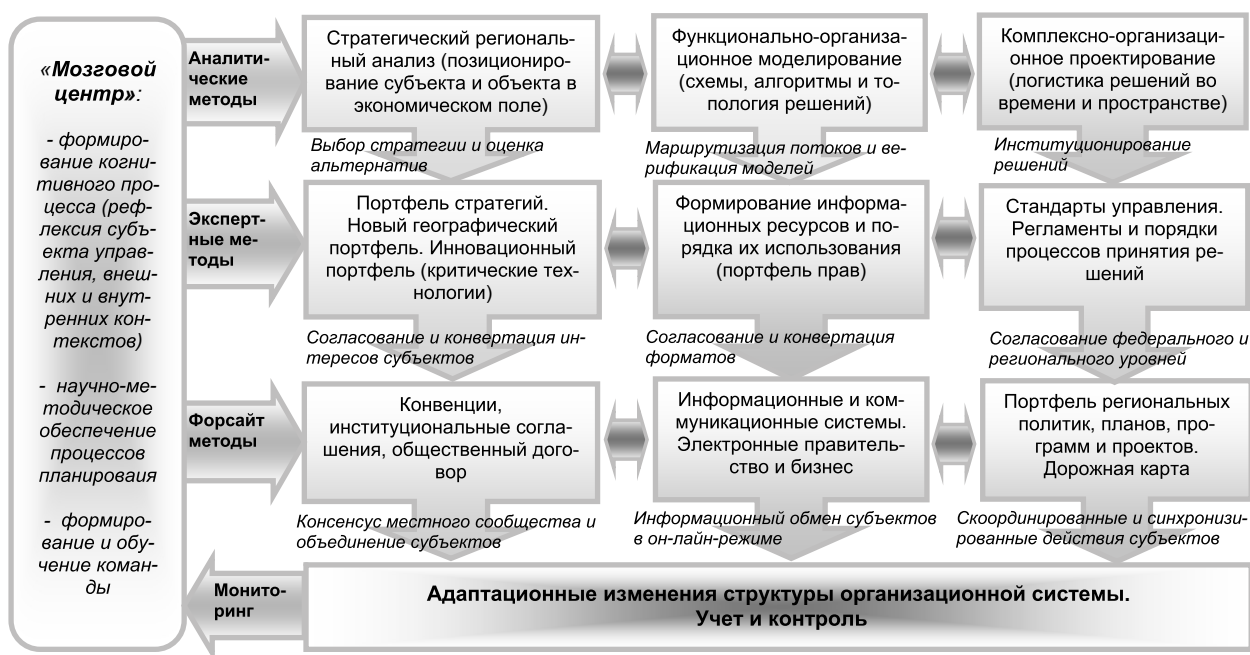 «Мозговой
центр»:
- формиро-
вание когни-
тивного про-
цесса (реф-
лексия субъ-
екта управ-
ления, внеш-
них и внут-
ренних кон-
текстов)
- научно-ме-
тодическое
обеспечение
процессов
планироваия
- формиро-
вание и обу-
чение коман-
ды
Аналити-
ческие
методы
Стратегический региональ-
ный анализ (позициониро-
вание субъекта и объекта в
экономическом поле)
Функционально-организа-
ционное моделирование
(схемы, алгоритмы и то-
пология решений)
Комплексно-организаци-
онное проектирование
(логистика решений во
времени и пространстве)
Выбор стратегии и оценка
альтернатив
Маршрутизация потоков и ве-
рификация моделей
Институционирование
решений
Эксперт-
ные ме-
тоды
Портфель стратегий.
Новый географический
портфель. Инновационный
портфель (критические тех-
нологии)
Формирование информа-
ционных ресурсов и по-
рядка их использования
(портфель прав)
Стандарты управления.
Регламенты и порядки
процессов принятия ре-
шений
Согласование и конвертация ин-
тересов субъектов
Согласование и конвертация
форматов
Согласование федерального и
регионального уровней
Форсайт
методы
Конвенции,
институциональные согла-
шения, общественный дого-
вор
Информационные и ком-
муникационные системы.
Электронные правитель-
ство и бизнес
Портфель региональных
политик, планов, про-
грамм и проектов.
Дорожная карта
Консенсус местного сообщества и
объединение субъектов
Информационный обмен субъектов
в он-лайн-режиме
Скоординированные и синхронизи-
рованные действия субъектов
Монито-
ринг
Адаптационные изменения структуры организационной системы.
Учет и контроль